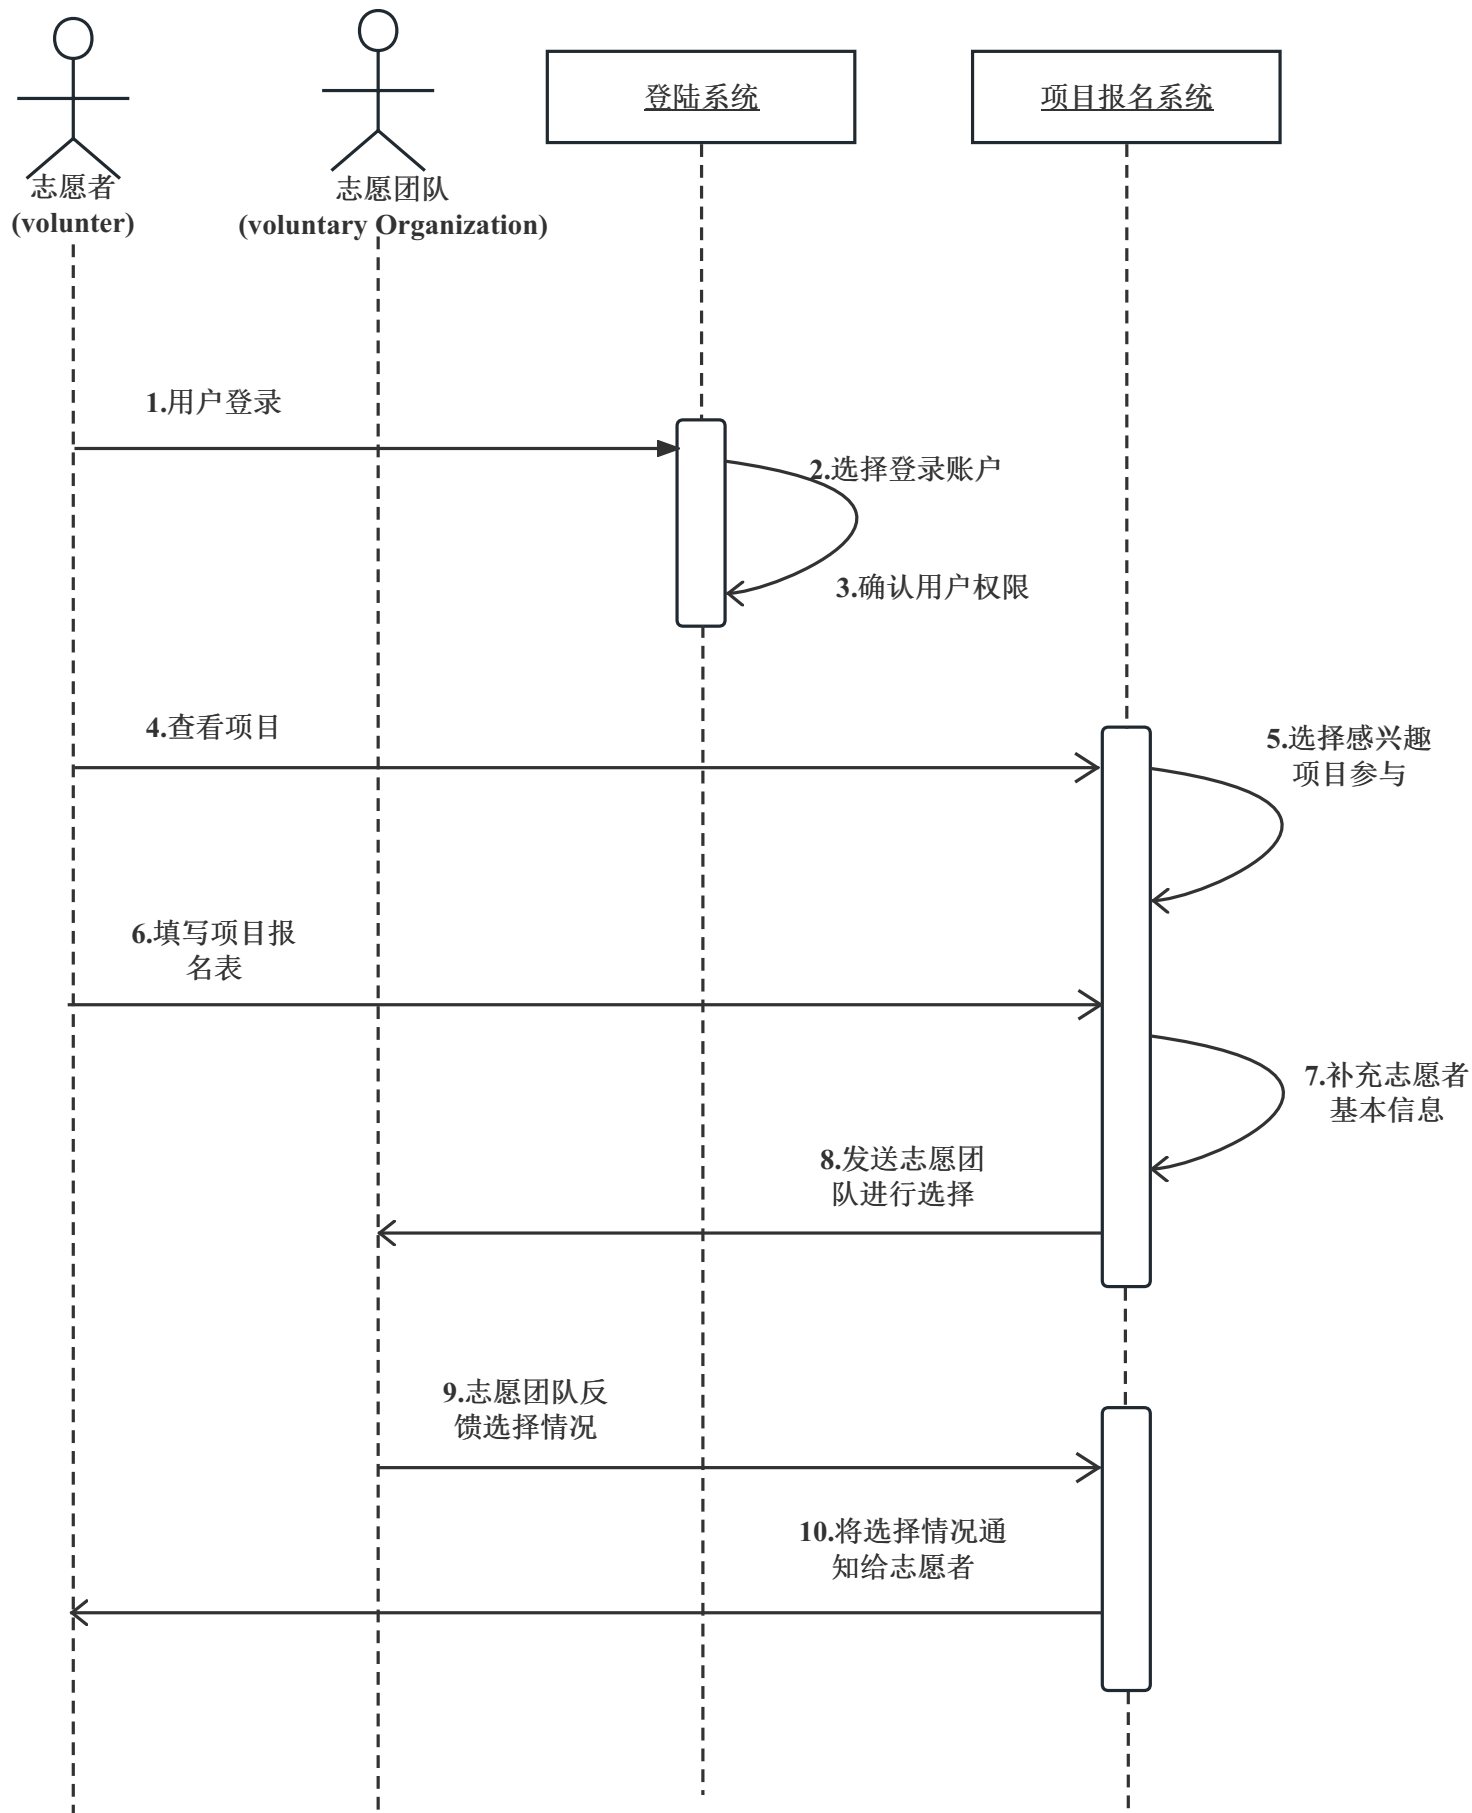 志愿者
(volunter)
志愿团队
(voluntary Organization)
登陆系统
项目报名系统
1.用户登录
2.选择登录账户
3.确认用户权限
4.查看项目
5.选择感兴趣
项目参与
6.填写项目报
名表
7.补充志愿者
基本信息
8.发送志愿团
队进行选择
9.志愿团队反
馈选择情况
10.将选择情况通
知给志愿者